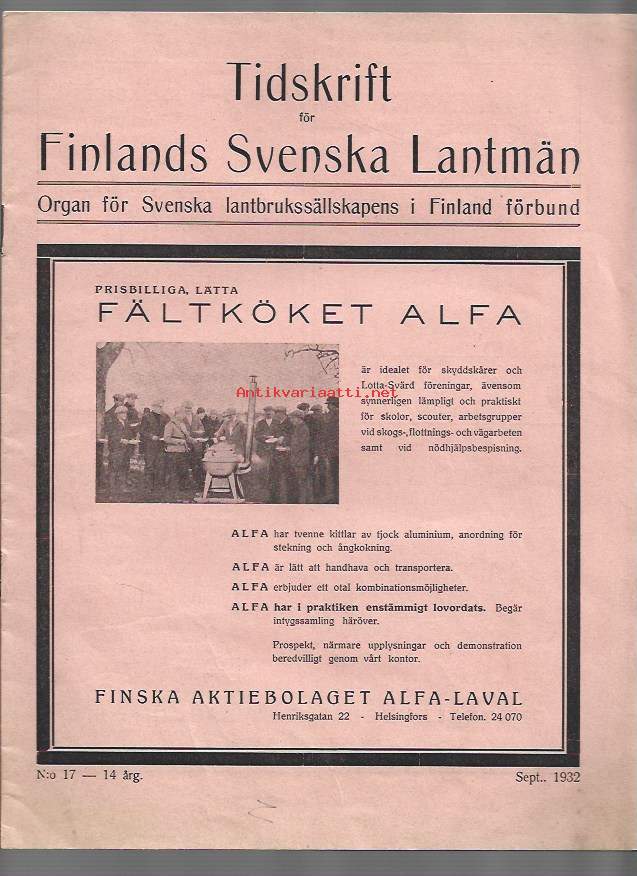 Tidskrift
för
Finlands Svenska Lantmän
Organ för Svenska lantbrukssällskapens i Finland förbund
PRISBILLIGA, LÄTTA
FÄLTKÖKET ALFA
Antikvariaatti.net
är idealet för skyddskårer och
Lotta-Svärd föreningar, ävensom
synnerligen lämpligt och praktiskt
för skolor, scouter, arbetsgrupper
vid skogs-, flottnings- och vägarbeten
samt vid nödhjälpsbespisning.
ALFA har tvenne kittlar av tjock aluminium, anordning för
stekning och ångkokning.
ALFA är lätt att handhava och transportera.
ALFA erbjuder ett otal kombinationsmöjligheter.
ALFA har i praktiken enstämmigt lovordats. Begär
intygssamling häröver.
Prospekt, närmare upplysningar och demonstration
beredvilligt genom vårt kontor.
FINSKA AKTIEBOLAGET ALFA-LAVAL
Henriksgatan 22 - Helsingfors - Telefon. 24 070
N:o 17 — 14 årg.
Sept.. 1932